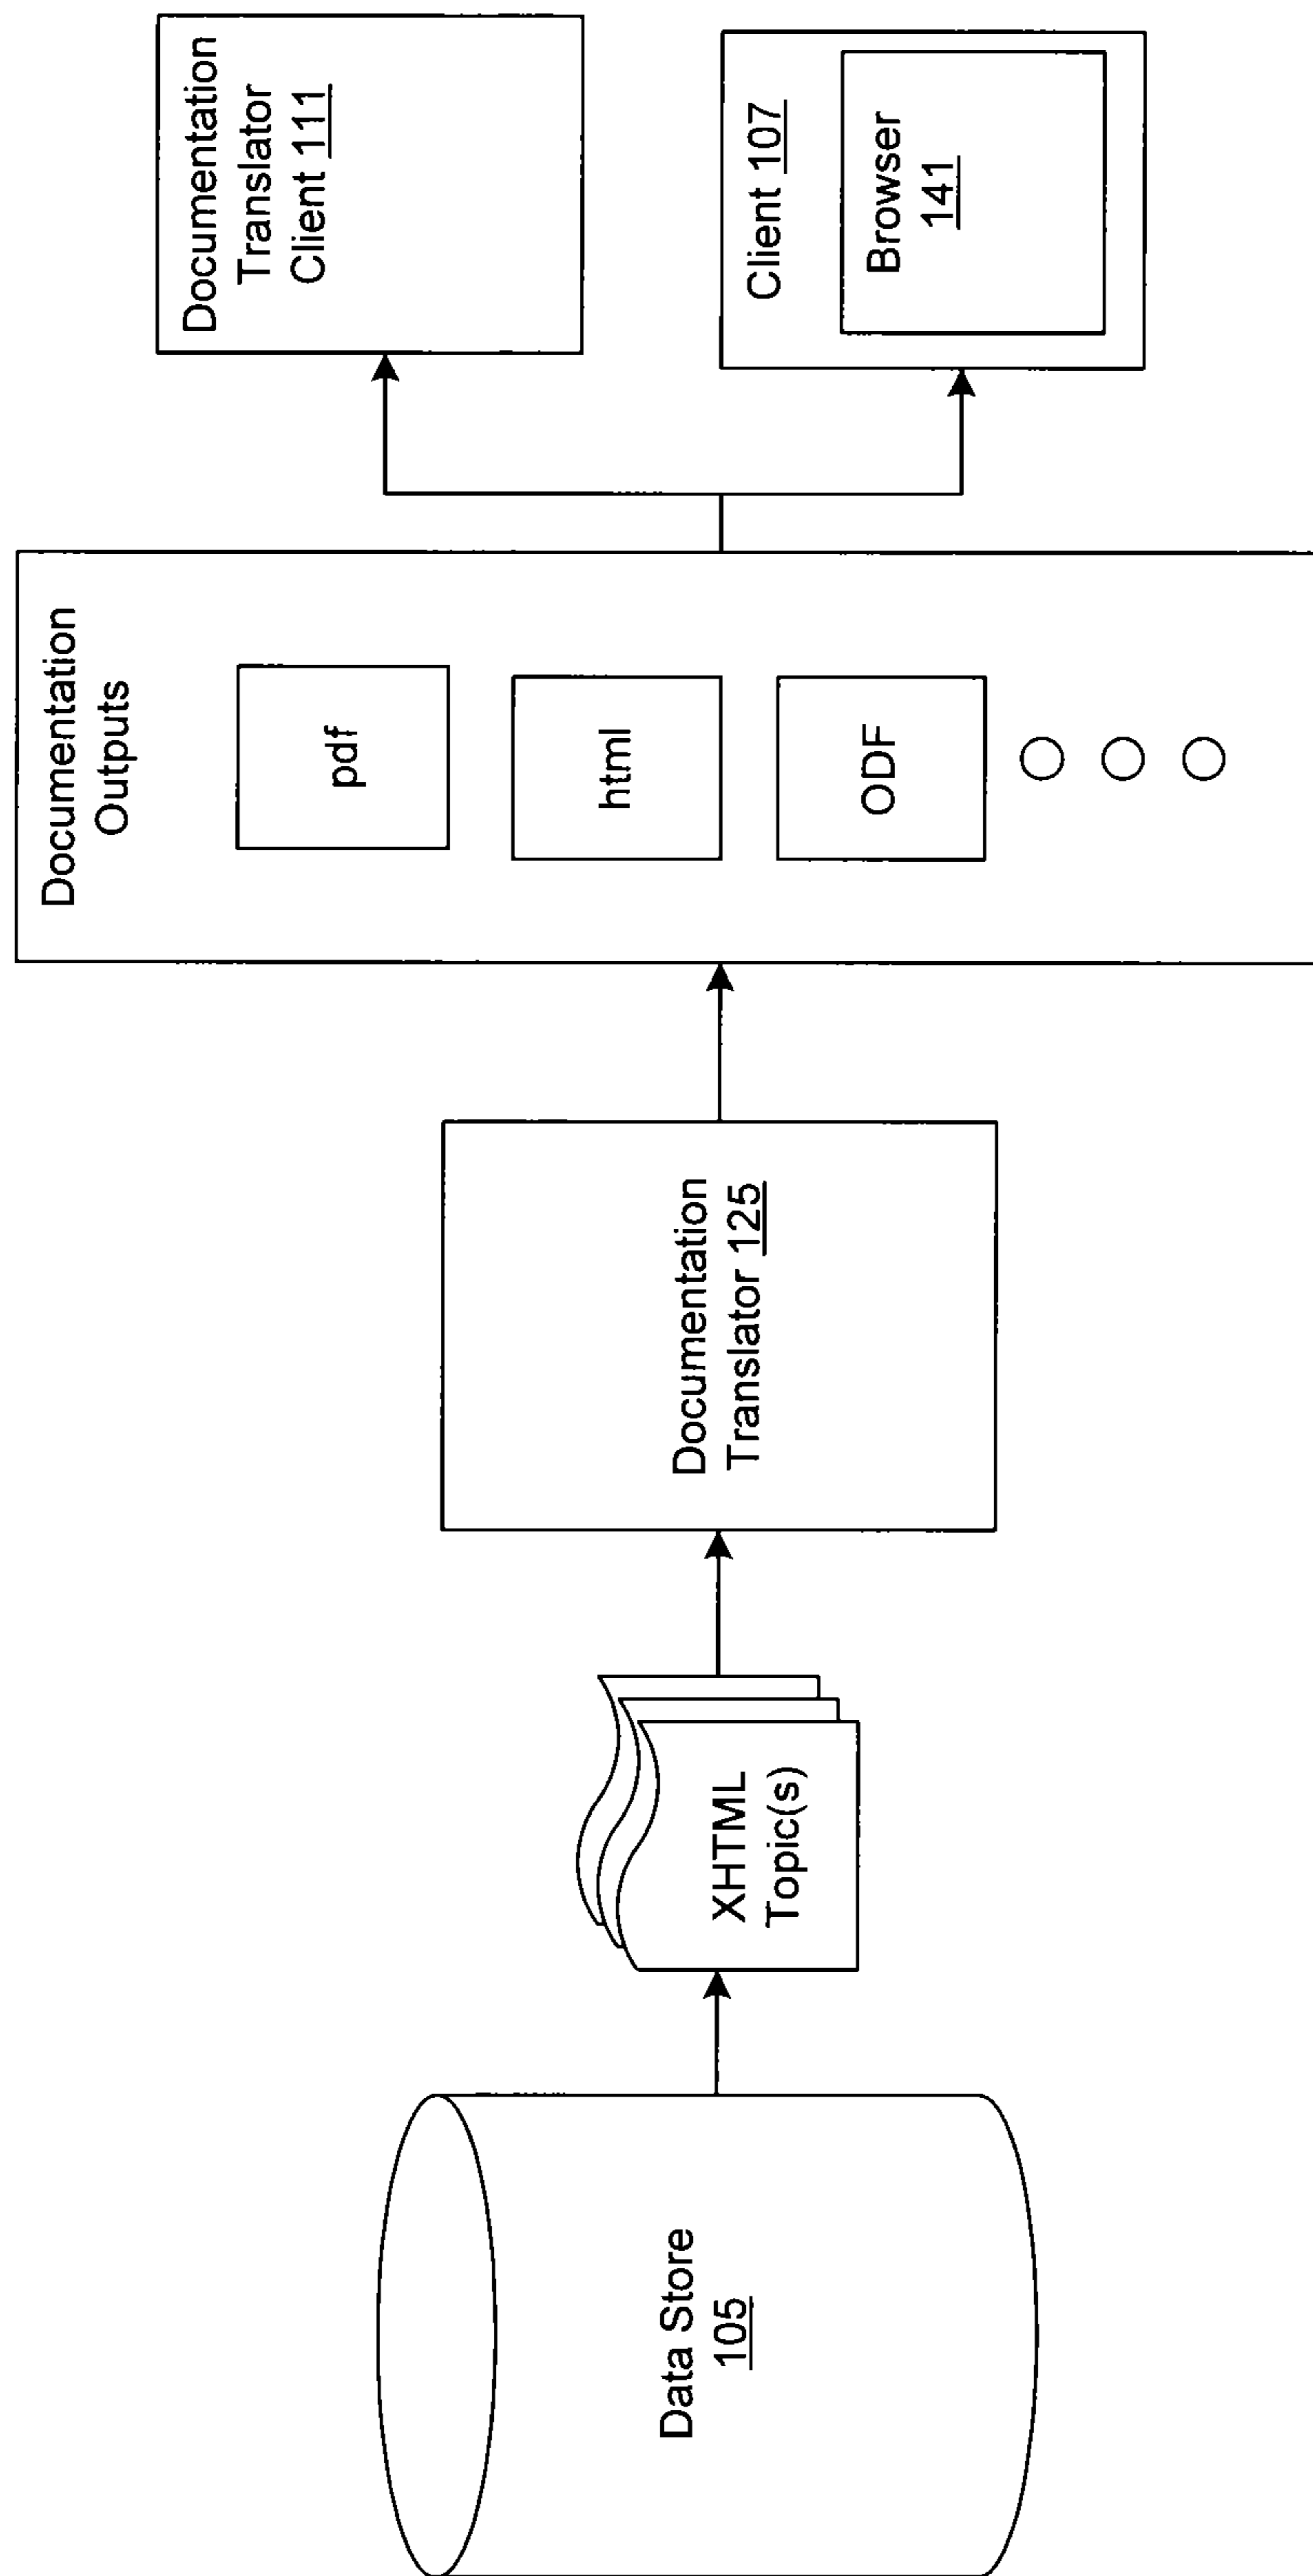 Data Store
105
XHTML
Topic(s)
Documentation
Translator 125
Documentation
Outputs
pdf
html
ODF
Documentation
Translator
Client 111
Client 107
Browser
141